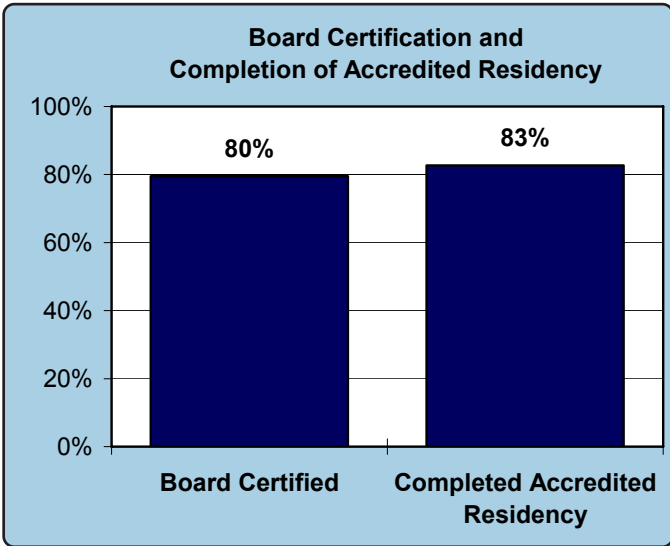 Board Certification and
Completion of Accredited Residency
100%
80%
60%
40%
20%
0%
80%
83%
Board Certified
Completed Accredited
Residency